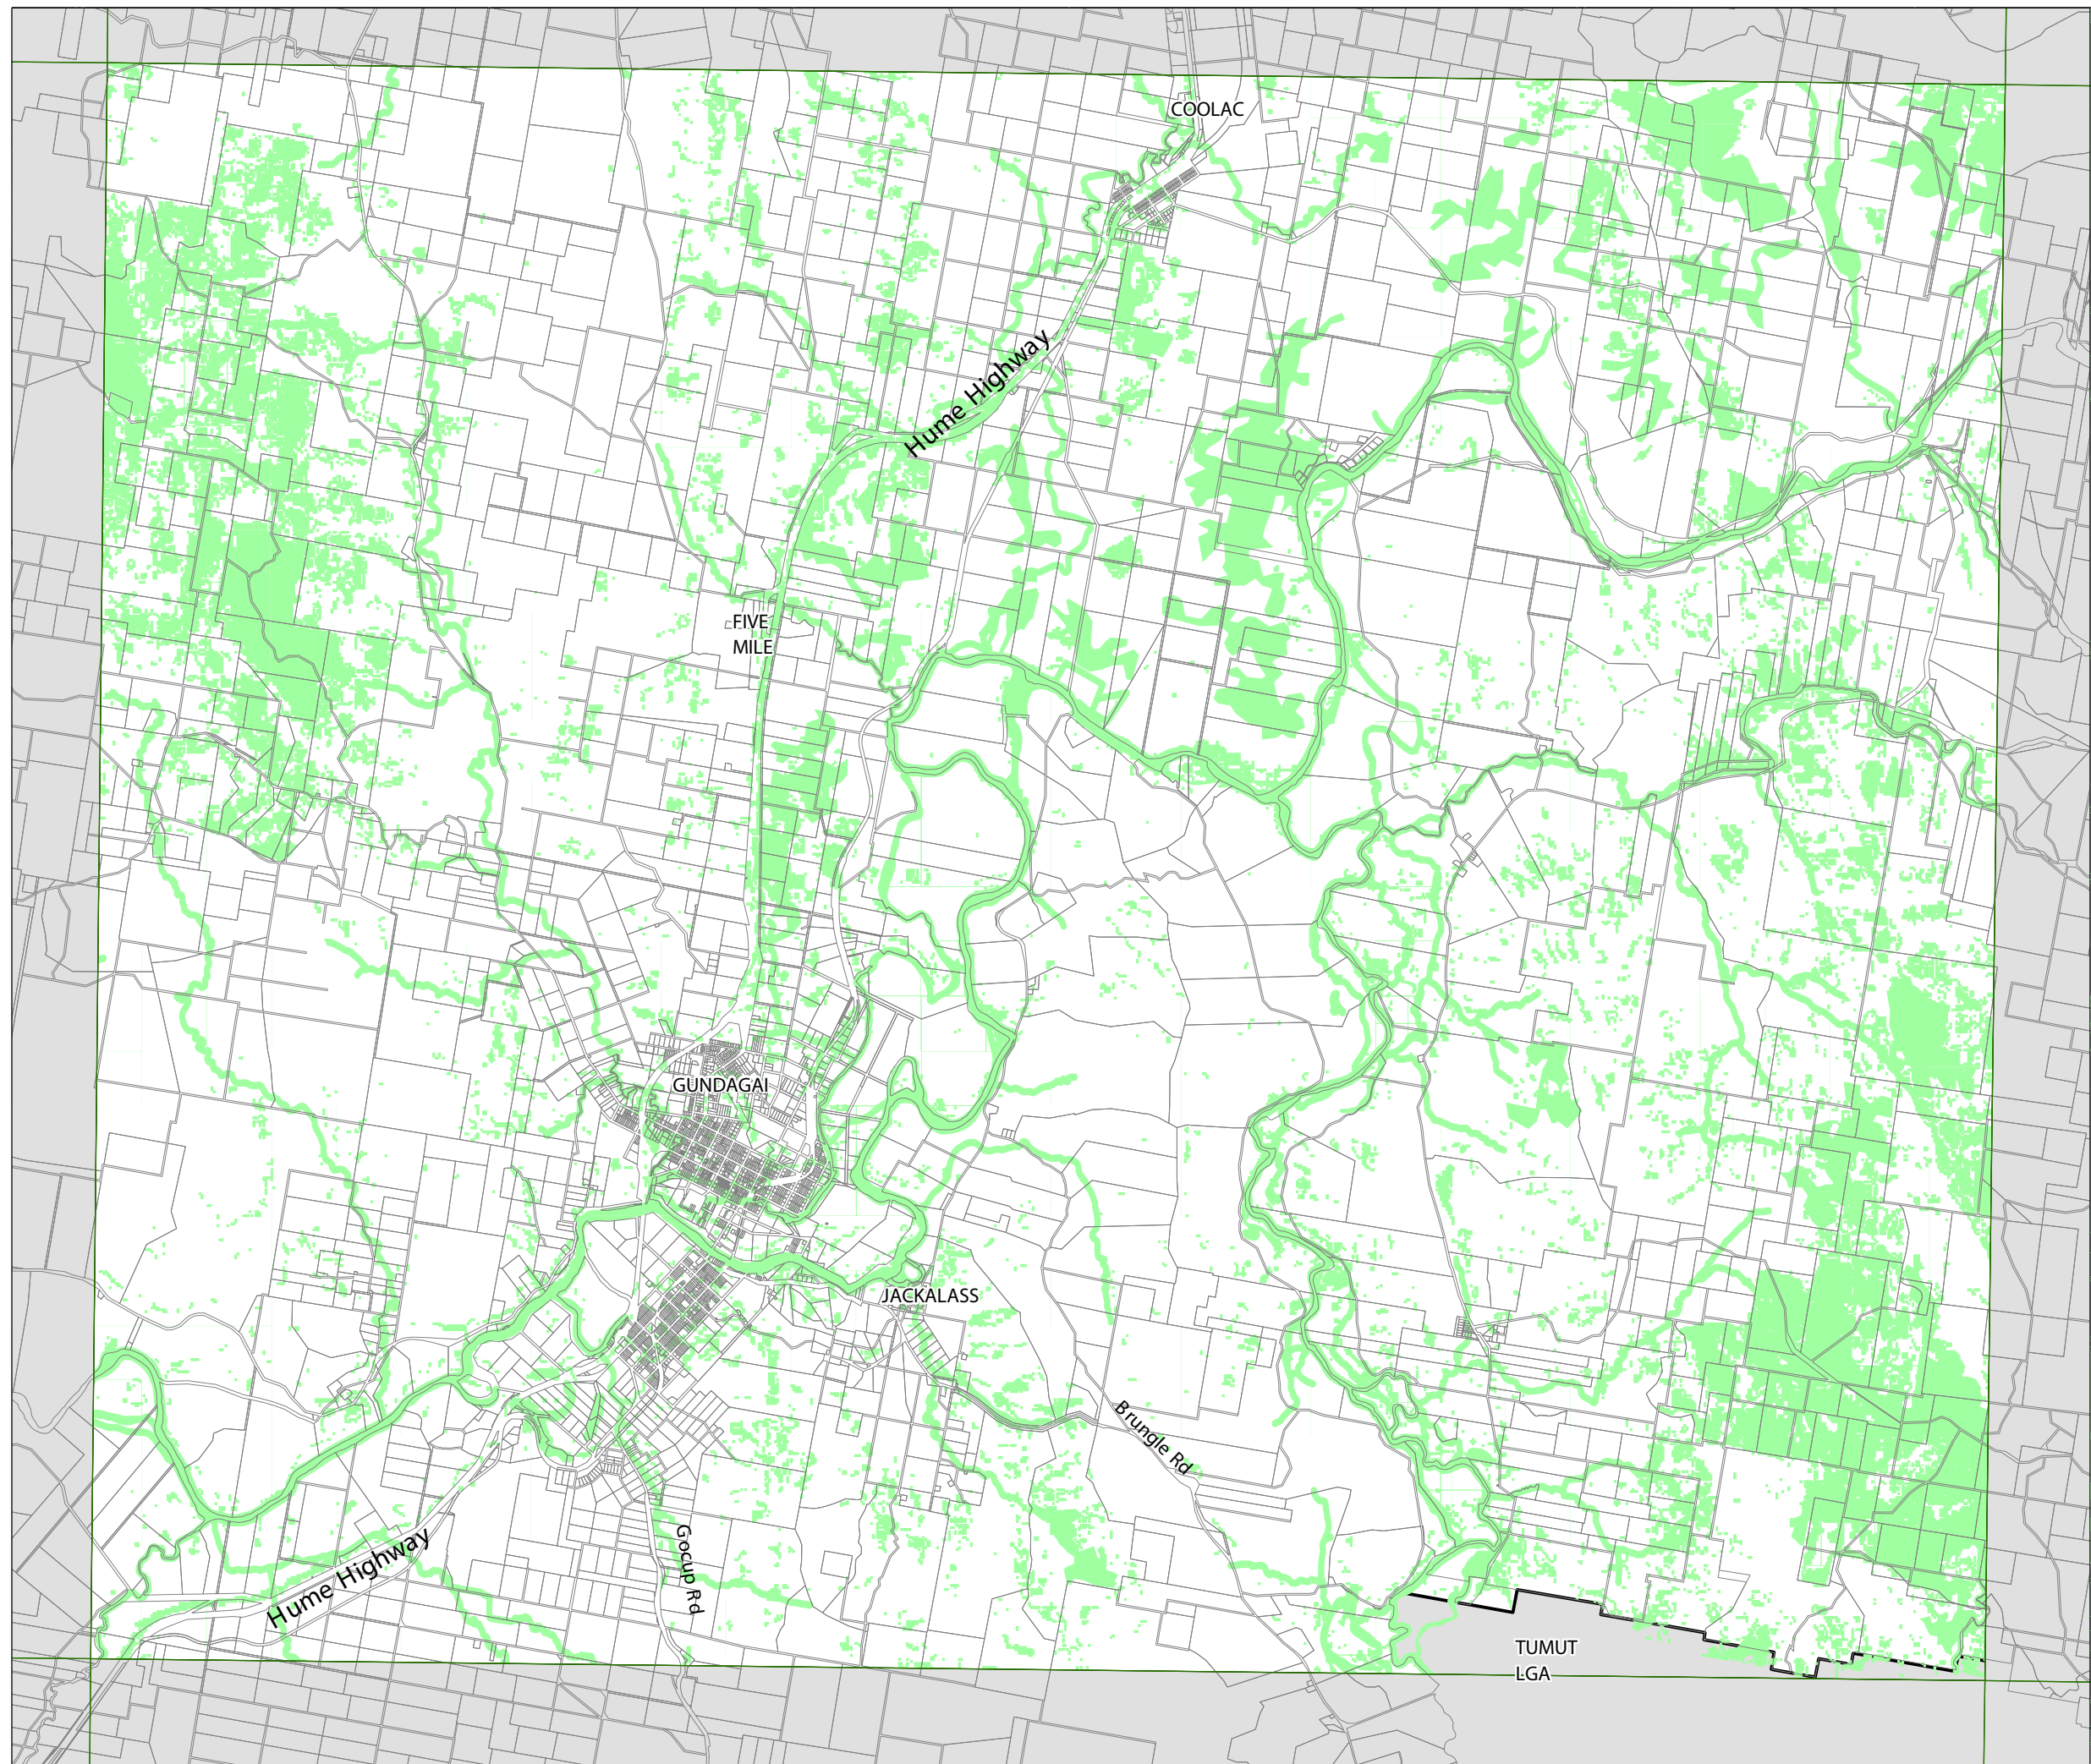 COOLAC
Hume Highway
FIVE
MILE
GUNDAGAI
JACKALASS
Brungle Rd
Gocup Rd
Hume Highway
TUMUT
LGA